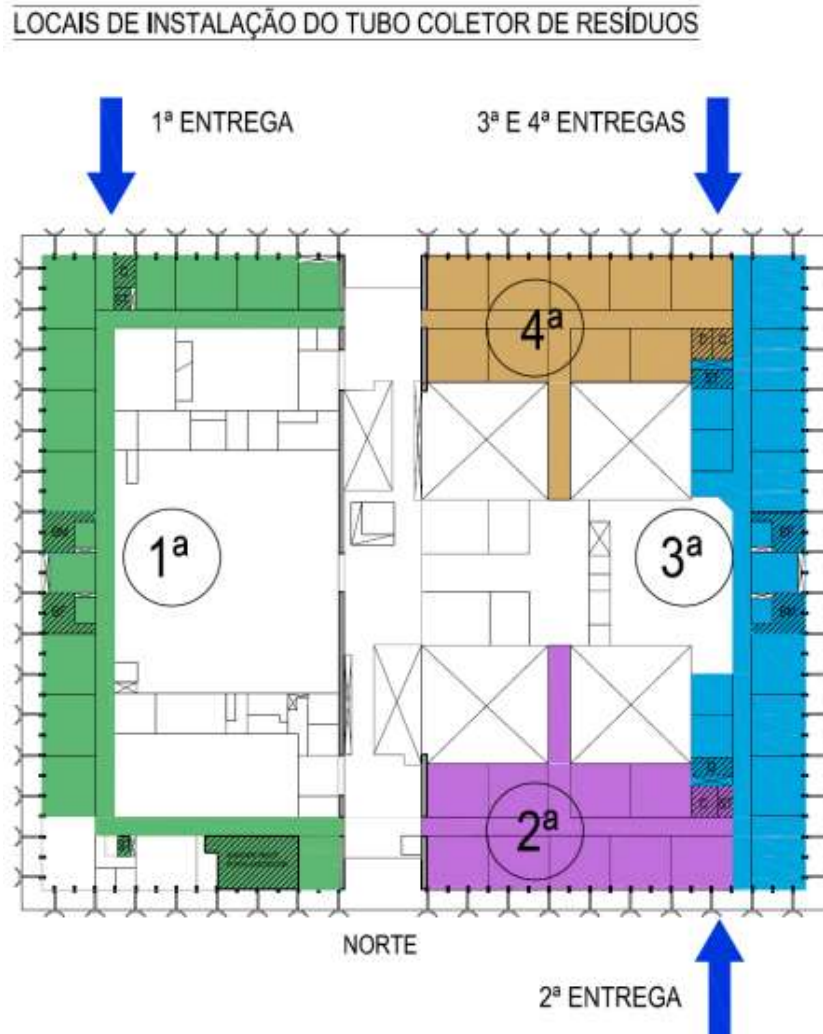 LOCAIS DE INSTALAÇÃO DO TUBO COLETOR DE RESÍDUOS
1ª ENTREGA
3ª E 4ª ENTREGAS
4ª
1ª
3ª
2ª
NORTE
2ª ENTREGA